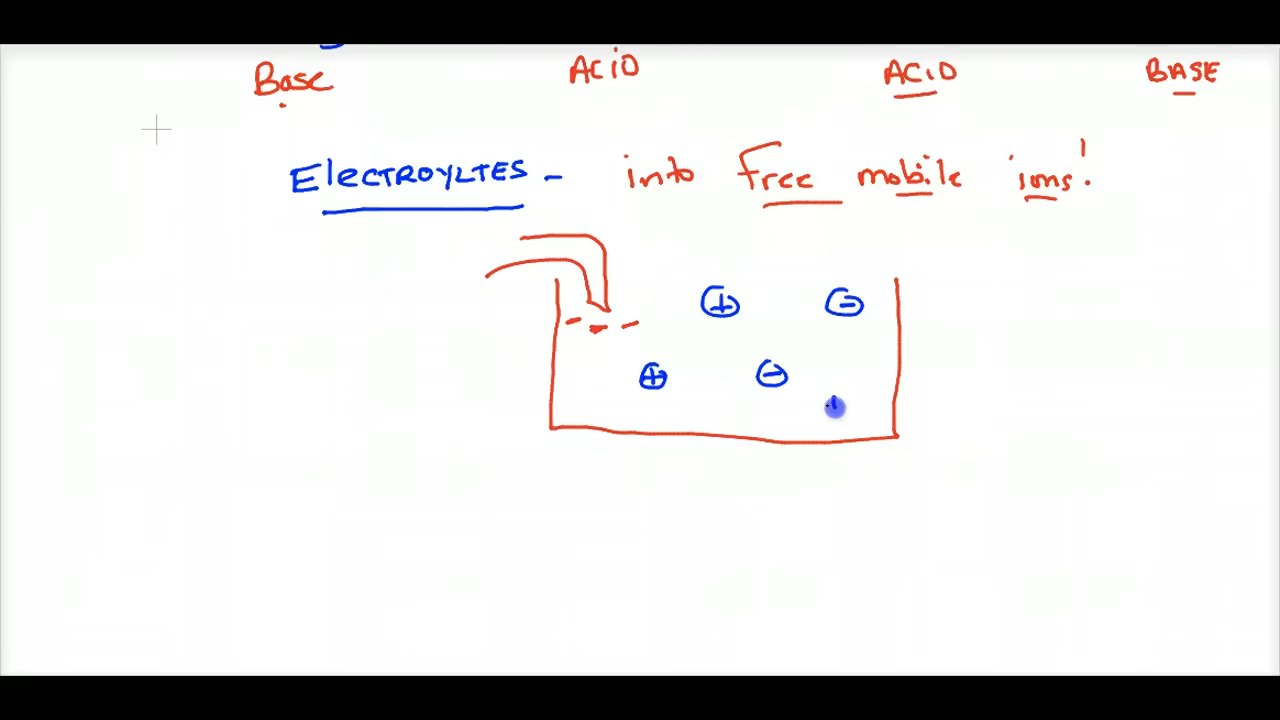 Base ACiD ACiD BASE
ElecTROYLTES - into free mobile ions!
+ -
+ -